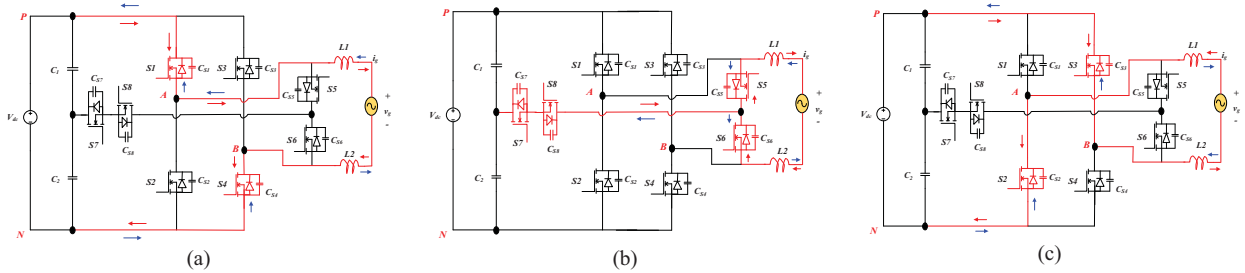 P
C1
Vdc
C2
N
S1
CS1
S3
CS3
CS7
S8
S7
CS8
A
B
S2
CS2
S4
CS4
CS5
S5
S6
CS6
L1
ig
L2
+
vg
-
(a)
P
C1
Vdc
C2
N
S1
CS1
S3
CS3
CS7
S8
S7
CS8
A
B
S2
CS2
S4
CS4
CS5
S5
S6
CS6
L1
ig
L2
+
vg
-
(b)
P
C1
Vdc
C2
N
S1
CS1
S3
CS3
CS7
S8
S7
CS8
A
B
S2
CS2
S4
CS4
CS5
S5
S6
CS6
L1
ig
L2
+
vg
-
(c)